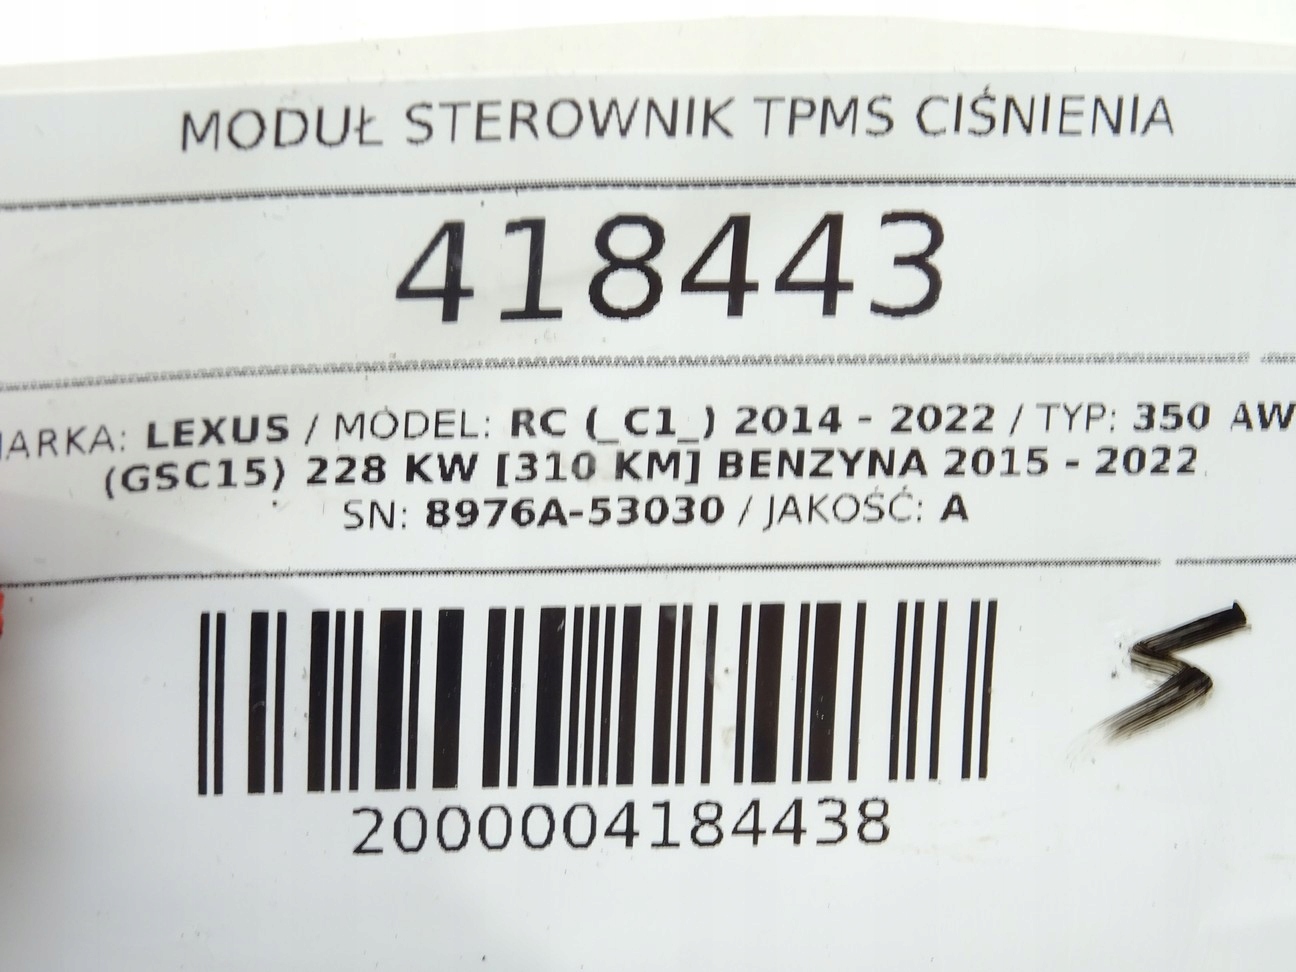 MODUŁ STEROWNIK TPMS CIŚNIENIA
418443
MARKA: LEXUS / MODEL: RC (_C1_) 2014 - 2022 / TYP: 350 AW
(GSC15) 228 KW [310 KM] BENZYNA 2015 - 2022
SN: 8976A-53030 / JAKOŚĆ: A
2000004184438